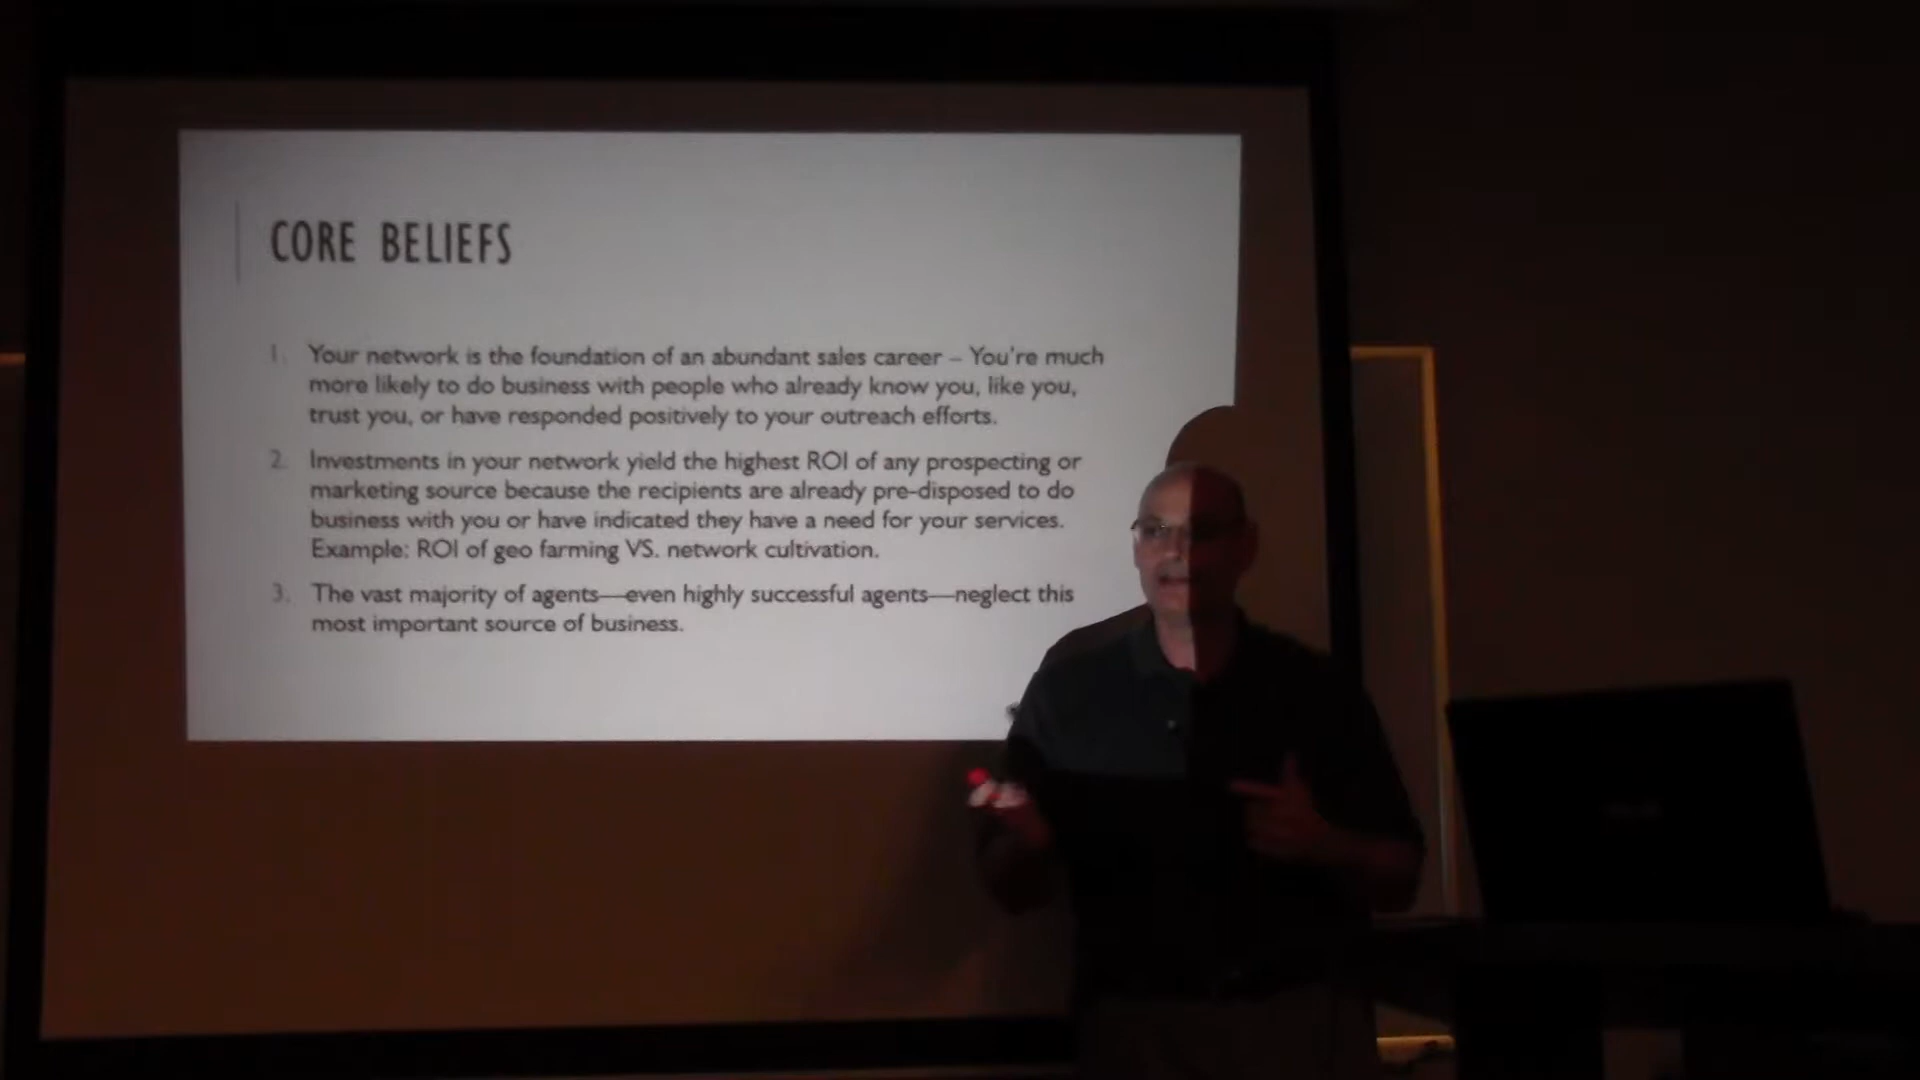 CORE BELIEFS
1. Your network is the foundation of an abundant sales career – You're much
more likely to do business with people who already know you, like you,
trust you, or have responded positively to your outreach efforts.
2. Investments in your network yield the highest ROI of any prospecting or
marketing source because the recipients are already pre-disposed to do
business with you or have indicated they have a need for your services.
Example: ROI of geo farming VS. network cultivation.
3. The vast majority of agents—even highly successful agents—neglect this
most important source of business.